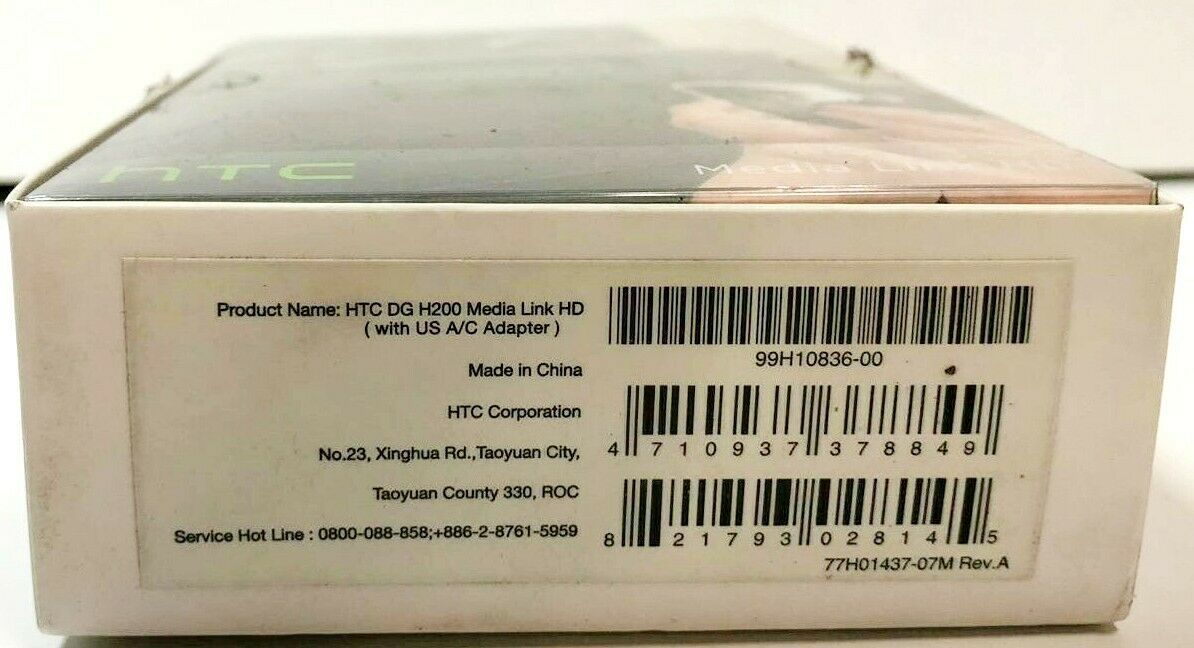 hTC
Media Link
Product Name: HTC DG H200 Media Link HD
( with US A/C Adapter )
Made in China
HTC Corporation
No.23, Xinghua Rd.,Taoyuan City,
Taoyuan County 330, ROC
Service Hot Line : 0800-088-858;+886-2-8761-5959
99H10836-00
4 710937 378849
8 21793 02814 5
77H01437-07M Rev.A